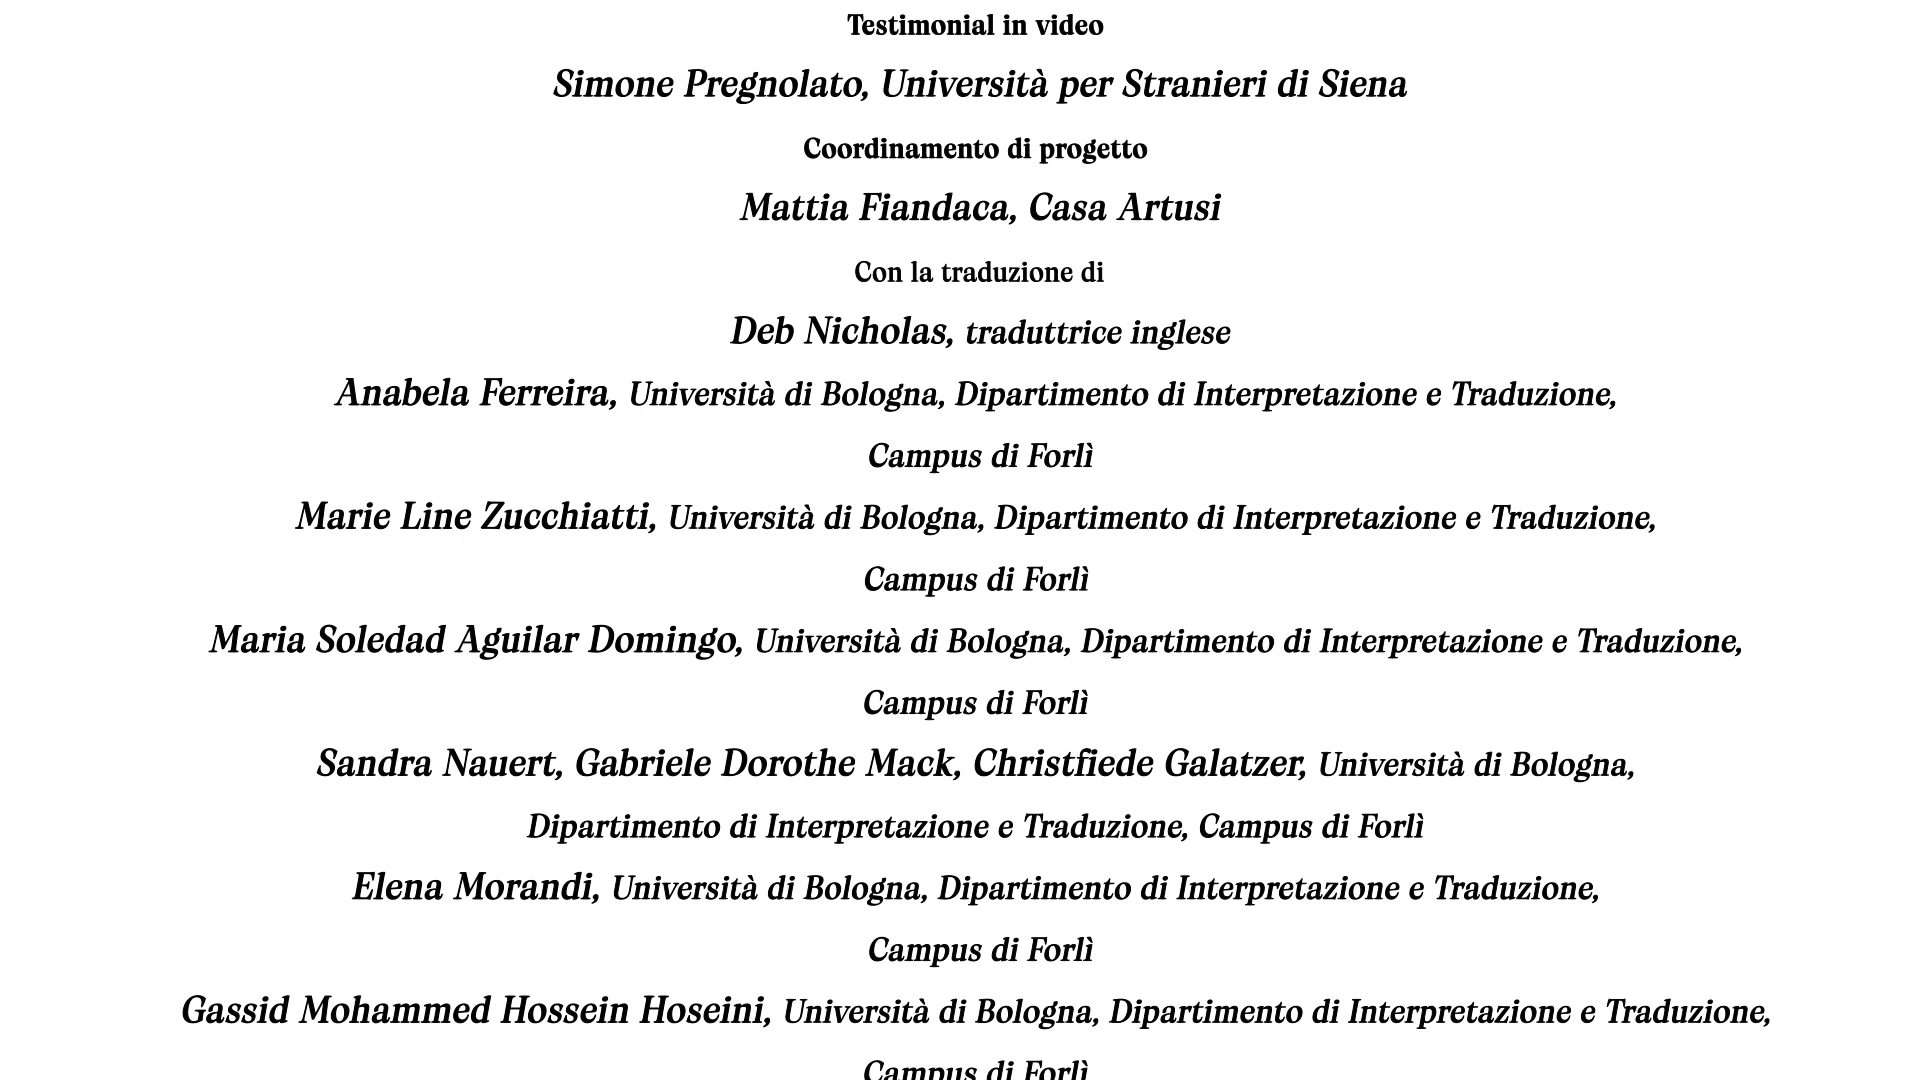 Testimonial in video
Simone Pregnolato, Università per Stranieri di Siena
Coordinamento di progetto
Mattia Fiandaca, Casa Artusi
Con la traduzione di
Deb Nicholas, traduttrice inglese
Anabela Ferreira, Università di Bologna, Dipartimento di Interpretazione e Traduzione,
Campus di Forlì
Marie Line Zucchiatti, Università di Bologna, Dipartimento di Interpretazione e Traduzione,
Campus di Forlì
Maria Soledad Aguilar Domingo, Università di Bologna, Dipartimento di Interpretazione e Traduzione,
Campus di Forlì
Sandra Nauert, Gabriele Dorothe Mack, Christfiede Galatzer, Università di Bologna,
Dipartimento di Interpretazione e Traduzione, Campus di Forlì
Elena Morandi, Università di Bologna, Dipartimento di Interpretazione e Traduzione,
Campus di Forlì
Gassid Mohammed Hossein Hoseini, Università di Bologna, Dipartimento di Interpretazione e Traduzione,
Campus di Forlì